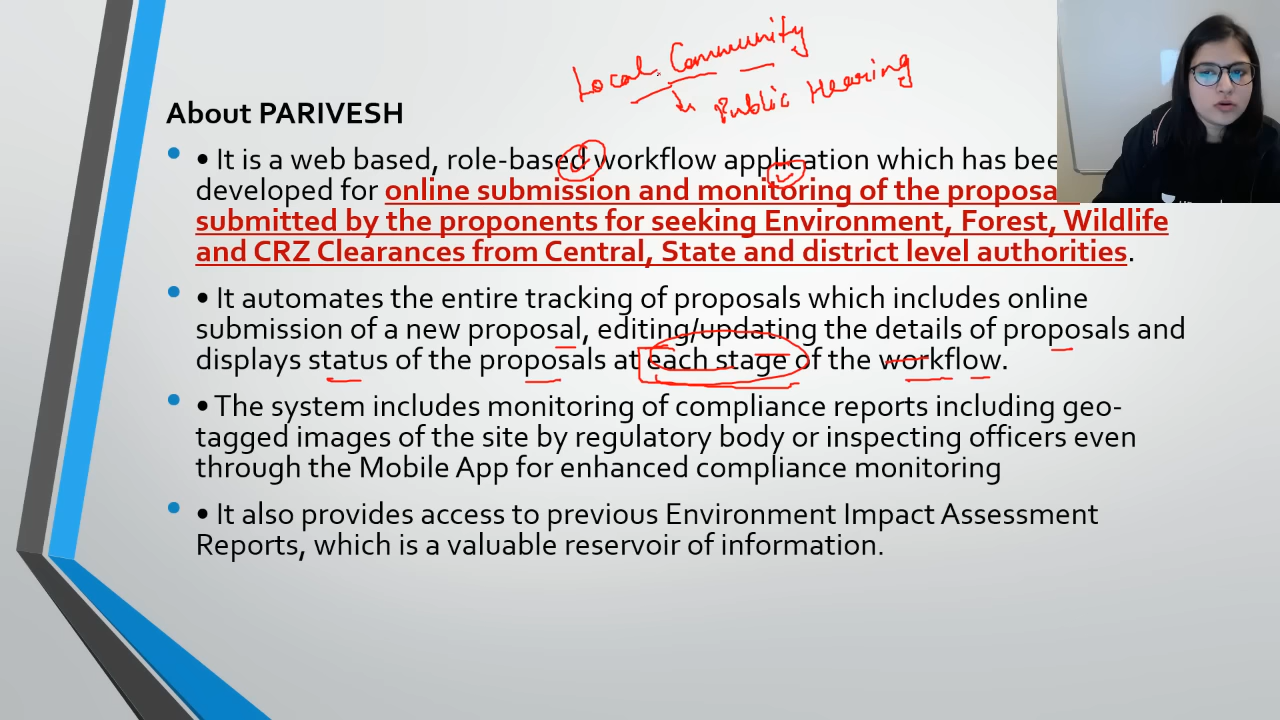 Local Community
Public Hearing
About PARIVESH
• • It is a web based, role-based workflow application which has bee
developed for online submission and monitoring of the proposa
submitted by the proponents for seeking Environment, Forest, Wildlife
and CRZ Clearances from Central, State and district level authorities.
• • It automates the entire tracking of proposals which includes online
submission of a new proposal, editing/updating the details of proposals and
displays status of the proposals at each stage of the workflow.
• • The system includes monitoring of compliance reports including geo-
tagged images of the site by regulatory body or inspecting officers even
through the Mobile App for enhanced compliance monitoring
• • It also provides access to previous Environment Impact Assessment
Reports, which is a valuable reservoir of information.